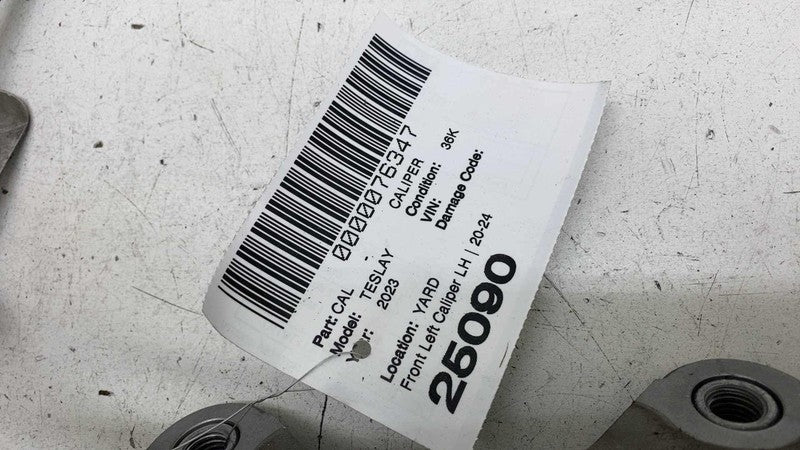 0000076347
Part: CAL - CALIPER
Model: TESLAY Condition: 36K
Year: 2023 VIN:
Damage Code:
Location: YARD
Front Left Caliper LH | 20-24
25090